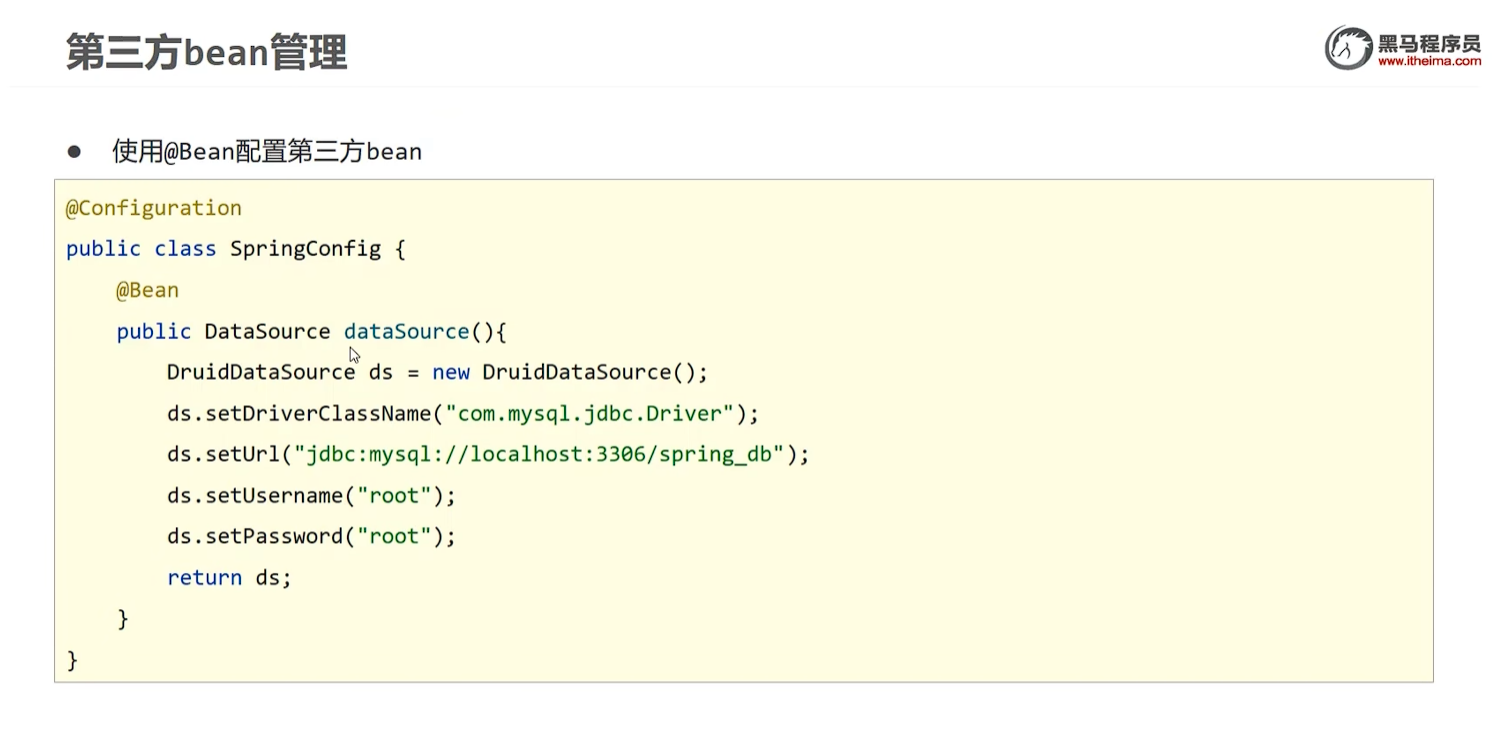 第三方bean管理
黑马程序员
www.itheima.com
● 使用@Bean配置第三方bean
@Configuration
public class SpringConfig {
    @Bean
    public DataSource dataSource(){
        DruidDataSource ds = new DruidDataSource();
        ds.setDriverClassName("com.mysql.jdbc.Driver");
        ds.setUrl("jdbc:mysql://localhost:3306/spring_db");
        ds.setUsername("root");
        ds.setPassword("root");
        return ds;
    }
}